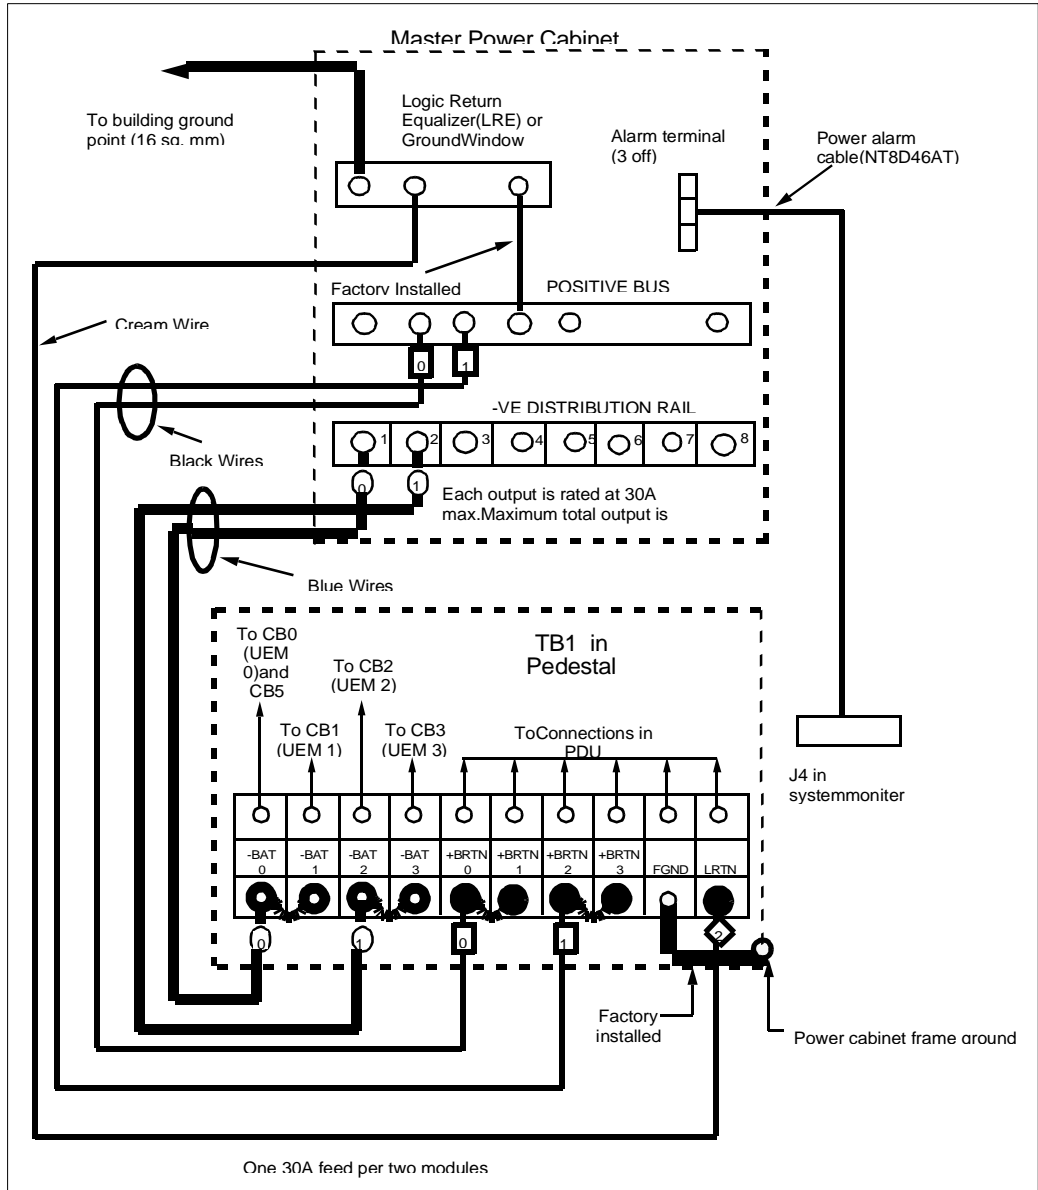 Master Power Cabinet
To building ground
point (16 sq. mm)
Logic Return
Equalizer(LRE) or
GroundWindow
Alarm terminal
(3 off)
Power alarm
cable(NT8D46AT)
Factory Installed
POSITIVE BUS
Cream Wire
0
1
-VE DISTRIBUTION RAIL
1 2 3 4 5 6 7 8
Black Wires
0
1
Each output is rated at 30A
max.Maximum total output is
Blue Wires
TB1 in
Pedestal
To CB0
(UEM
0)and
CB5
To CB2
(UEM 2)
To CB1
(UEM 1)
To CB3
(UEM 3)
ToConnections in
PDU
J4 in
systemmoniter
-BAT
0
-BAT
1
-BAT
2
-BAT
3
+BRTN
0
+BRTN
1
+BRTN
2
+BRTN
3
FGND
LRTN
0
1
0
1
2
Factory
installed
Power cabinet frame ground
One 30A feed per two modules